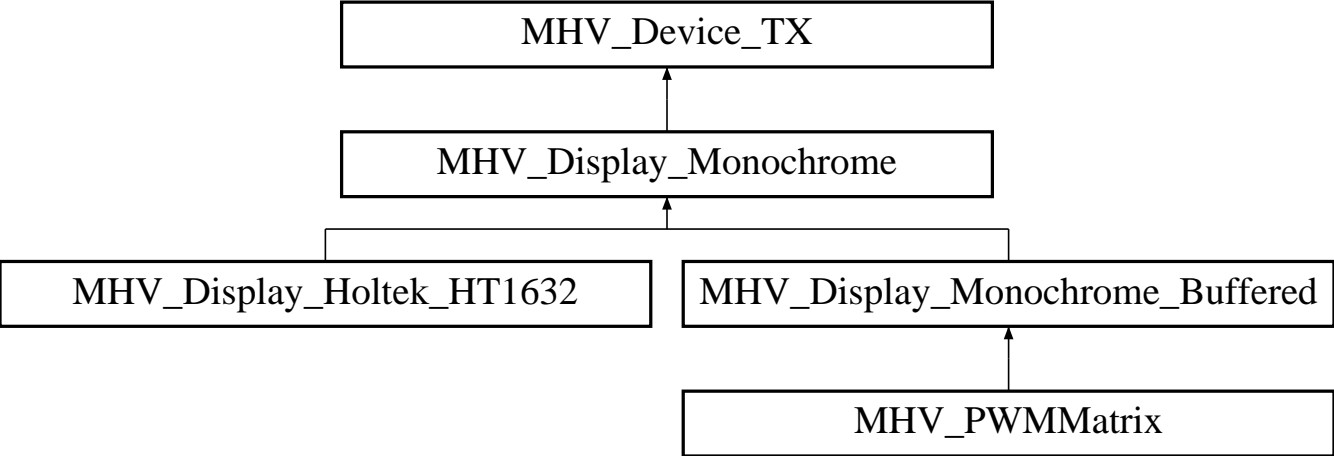 MHV_Device_TX
MHV_Display_Monochrome
MHV_Display_Holtek_HT1632
MHV_Display_Monochrome_Buffered
MHV_PWMMatrix